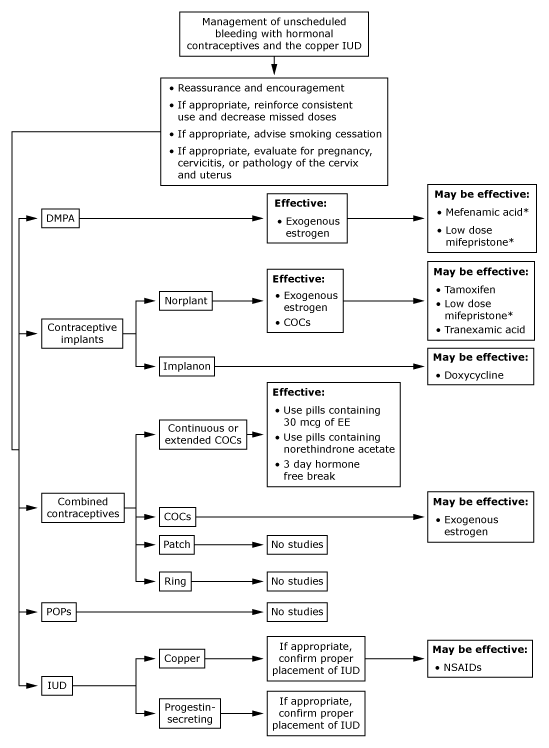 Management of unscheduled
bleeding with hormonal
contraceptives and the copper IUD
• Reassurance and encouragement
• If appropriate, reinforce consistent
use and decrease missed doses
• If appropriate, advise smoking cessation
• If appropriate, evaluate for pregnancy,
cervicitis, or pathology of the cervix
and uterus
DMPA
Effective:
• Exogenous
estrogen
May be effective:
• Mefenamic acid*
• Low dose
mifepristone*
Contraceptive
implants
Norplant
Effective:
• Exogenous
estrogen
• COCs
May be effective:
• Tamoxifen
• Low dose
mifepristone*
• Tranexamic acid
Implanon
May be effective:
• Doxycycline
Combined
contraceptives
Continuous or
extended COCs
Effective:
• Use pills containing
30 mcg of EE
• Use pills containing
norethindrone acetate
• 3 day hormone
free break
COCs
May be effective:
• Exogenous
estrogen
Patch
No studies
Ring
No studies
POPs
No studies
IUD
Copper
If appropriate,
confirm proper
placement of IUD
May be effective:
• NSAIDs
Progestin-
secreting
If appropriate,
confirm proper
placement of IUD